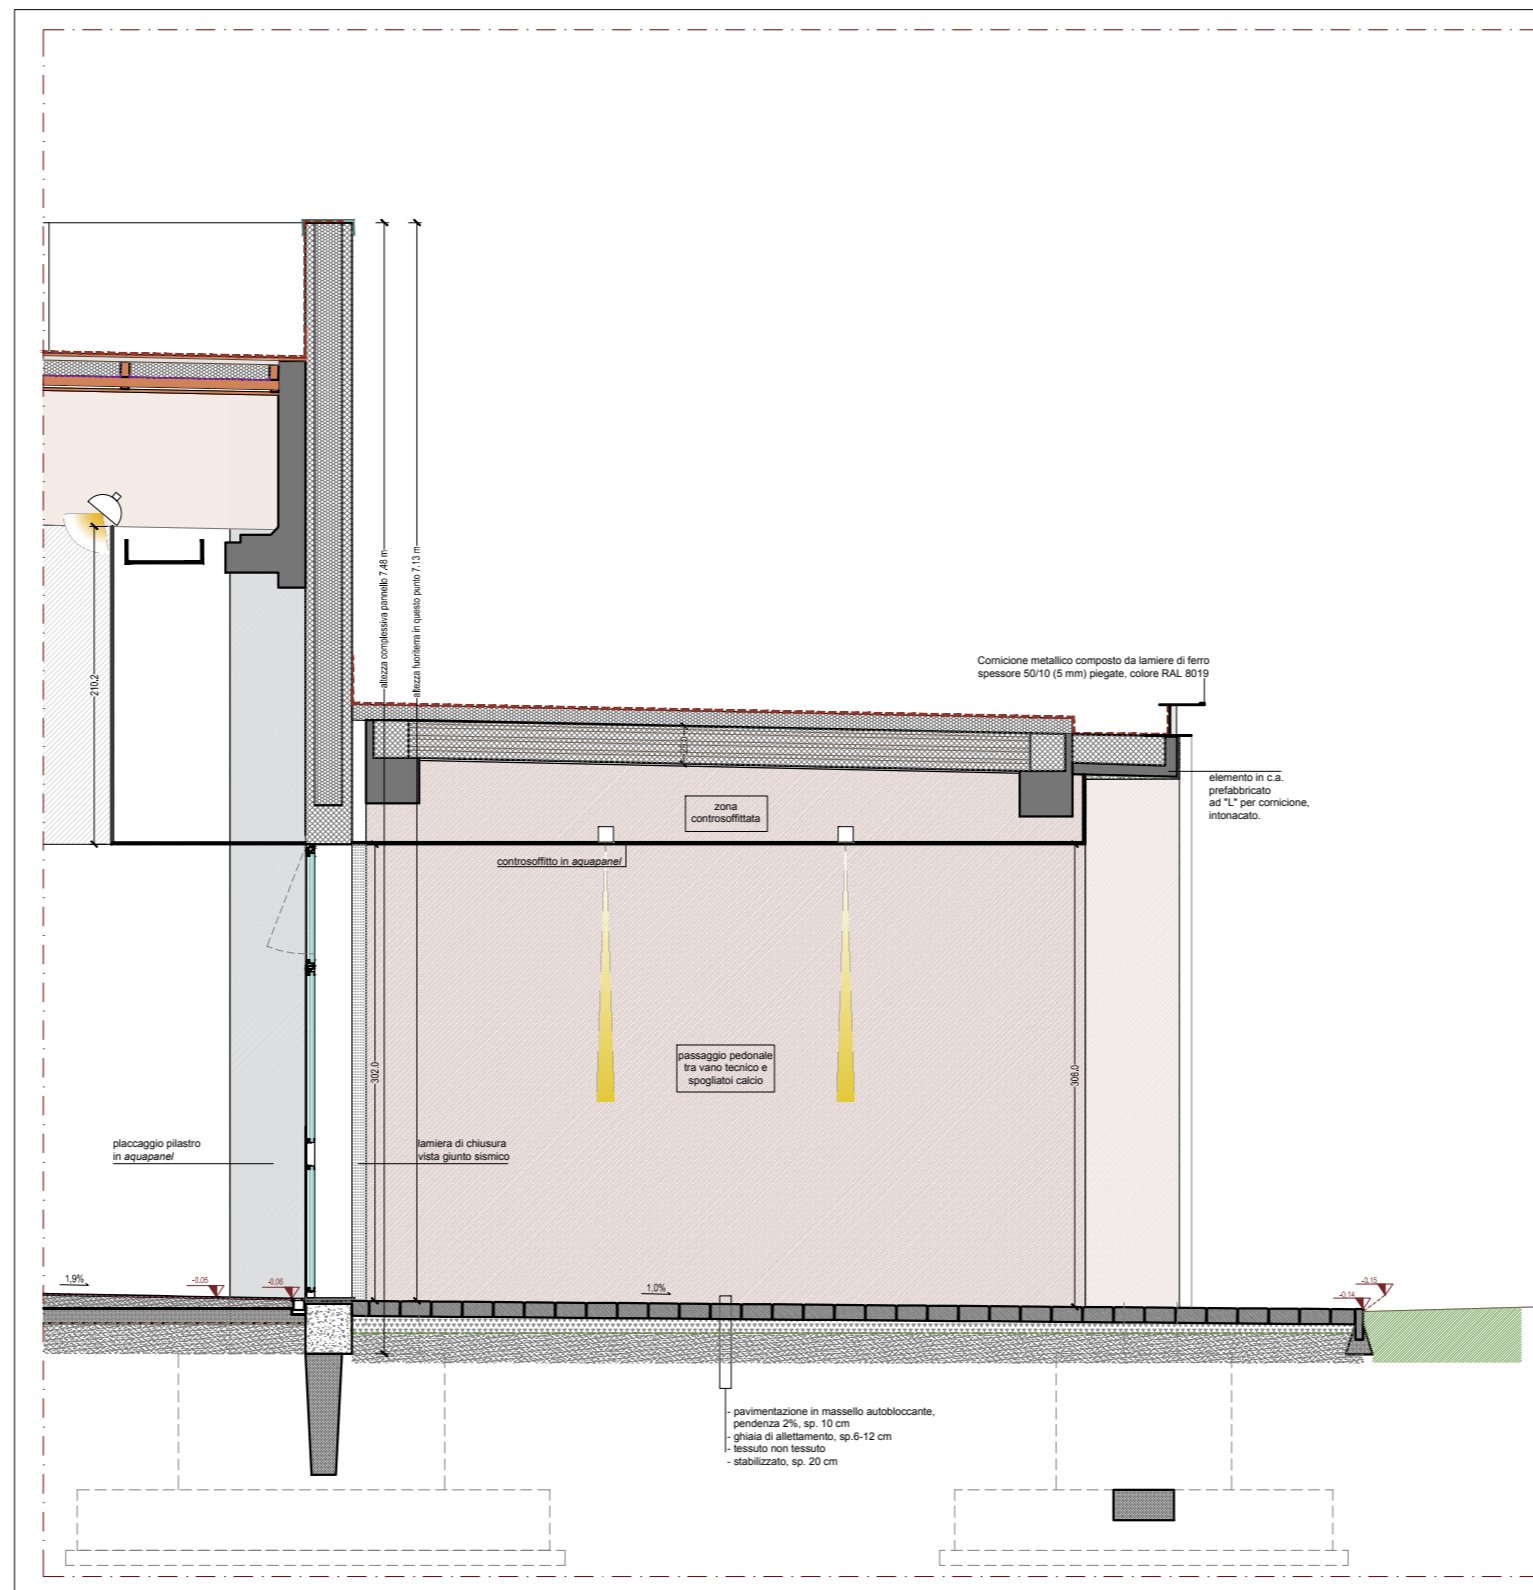 Cornicione metallico composto da lamiere di ferro
spessore 50/10 (5 mm) piegate, colore RAL 8019
altezza complessiva pannello 7.48 m
altezza fuoriterra in questo punto 7.13 m
210.2
elemento in c.a.
prefabbricato
ad "L" per cornicione,
intonacato.
zona
controsoffittata
controsoffitto in aquapanel
passaggio pedonale
tra vano tecnico e
spogliatoi calcio
302.0
306.0
placcaggio pilastro
in aquapanel
lamiera di chiusura
vista giunto sismico
1,9%
-0.05
-0.06
1,0%
-0.15
-0.14
- pavimentazione in massello autobloccante,
pendenza 2%, sp. 10 cm
- ghiaia di allettamento, sp.6-12 cm
- tessuto non tessuto
- stabilizzato, sp. 20 cm